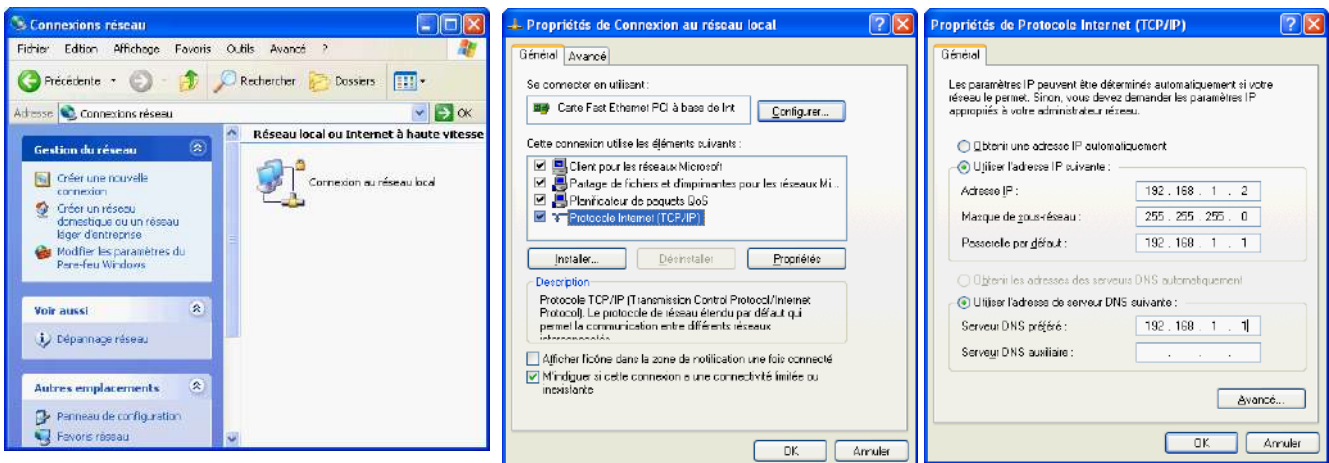 Connexions réseau
Fichier Edition Affichage Favoris Outils Avancé ?
Précédente Rechercher Dossiers
Adresse Connexions réseau OK
Gestion du réseau
Créer une nouvelle
connexion
Créer un réseau
domestique ou un réseau
léger d'entreprise
Modifier les paramètres du
Pare-feu Windows
Voir aussi
Dépannage réseau
Autres emplacements
Panneau de configuration
Favoris réseau
Réseau local ou Internet à haute vitesse
Connexion au réseau local
Propriétés de Connexion au réseau local
Général Avancé
Se connecter en utilisant :
Carte Fast Ethernet PCI à base de Int
Configurer...
Cette connexion utilise les éléments suivants :
Client pour les réseaux Microsoft
Partage de fichiers et d'imprimantes pour les réseaux Mi...
Planificateur de paquets QoS
Protocole Internet (TCP/IP)
Installer... Désinstaller Propriétés
Description
Protocole TCP/IP (Transmission Control Protocol/Internet
Protocol). Le protocole de réseau étendu par défaut qui
permet la communication entre différents réseaux
interconnectés
Afficher l'icône dans la zone de notification une fois connecté
M'indiquer si cette connexion a une connectivité limitée ou
inexistante
OK Annuler
Propriétés de Protocole Internet (TCP/IP)
Général
Les paramètres IP peuvent être déterminés automatiquement si votre
réseau le permet. Sinon, vous devez demander les paramètres IP
appropriés à votre administrateur réseau.
Obtenir une adresse IP automatiquement
Utiliser l'adresse IP suivante :
Adresse IP : 192 . 168 . 1 . 2
Masque de sous-réseau : 255 . 255 . 255 . 0
Passerelle par défaut : 192 . 168 . 1 . 1
Obtenir les adresses des serveurs DNS automatiquement
Utiliser l'adresse de serveur DNS suivante :
Serveur DNS préféré : 192 . 168 . 1 . 1
Serveur DNS auxiliaire : . . .
Avancé...
OK Annuler